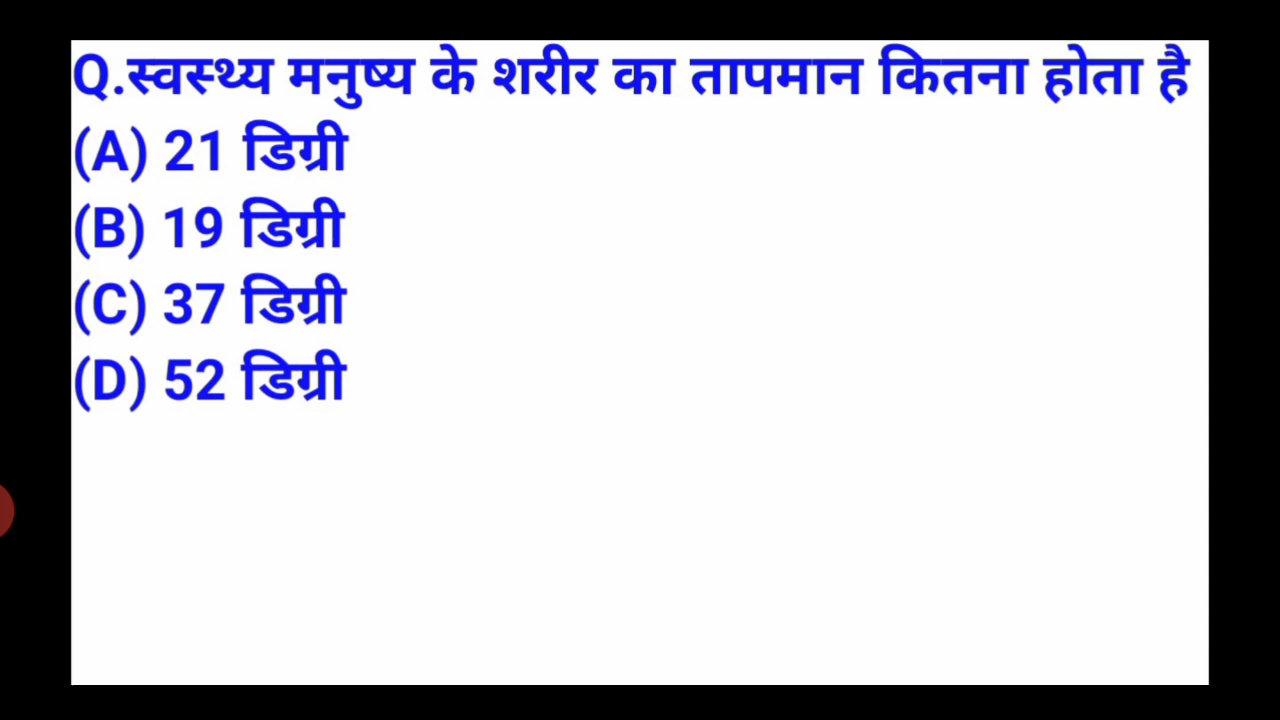 Q.स्वस्थ्य मनुष्य के शरीर का तापमान कितना होता है
(A) 21 डिग्री
(B) 19 डिग्री
(C) 37 डिग्री
(D) 52 डिग्री